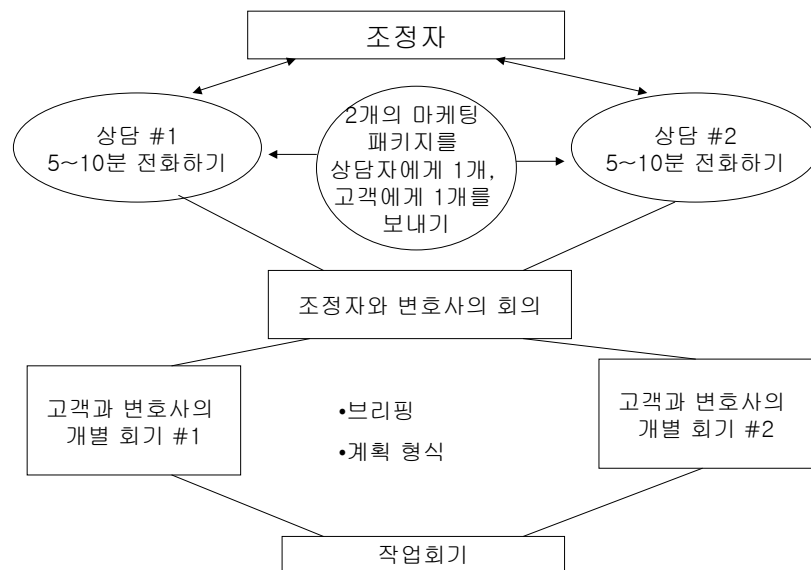 조정자
상담 #1
5~10분 전화하기
2개의 마케팅
패키지를
상담자에게 1개,
고객에게 1개를
보내기
상담 #2
5~10분 전화하기
조정자와 변호사의 회의
고객과 변호사의
개별 회기 #1
•브리핑
•계획 형식
고객과 변호사의
개별 회기 #2
작업회기